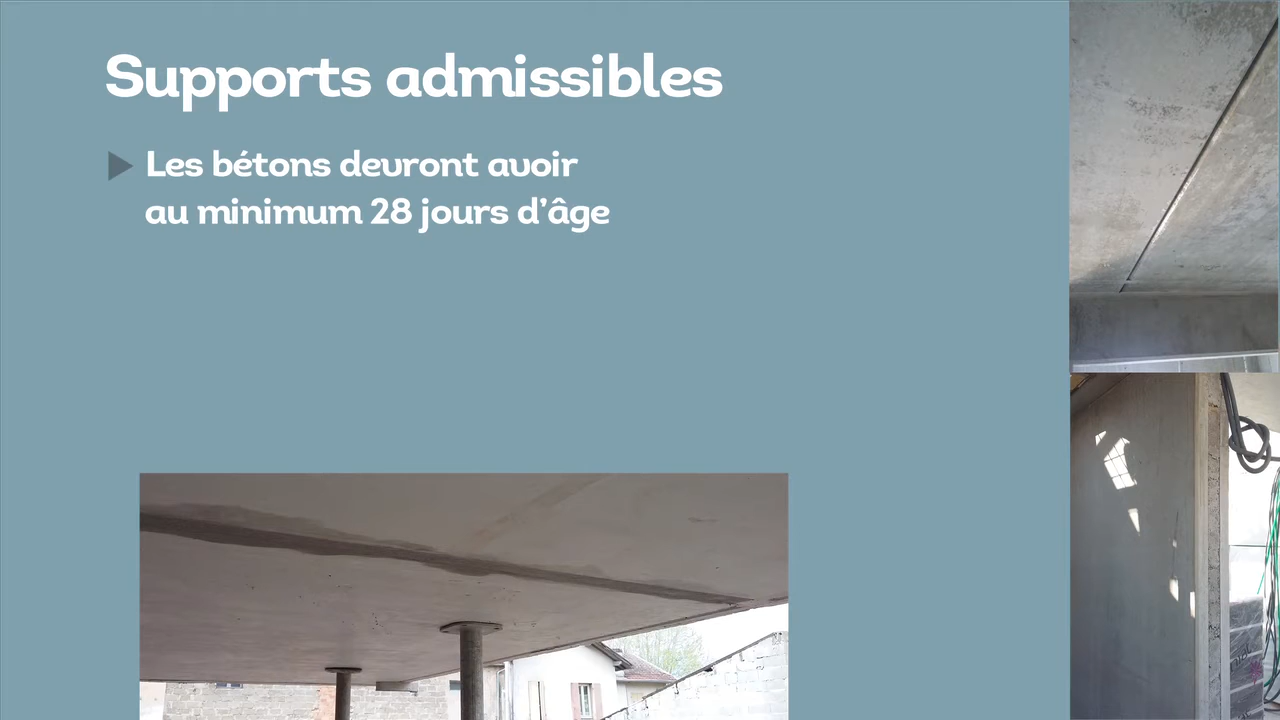 Supports admissibles
Les bétons devront avoir
au minimum 28 jours d'âge